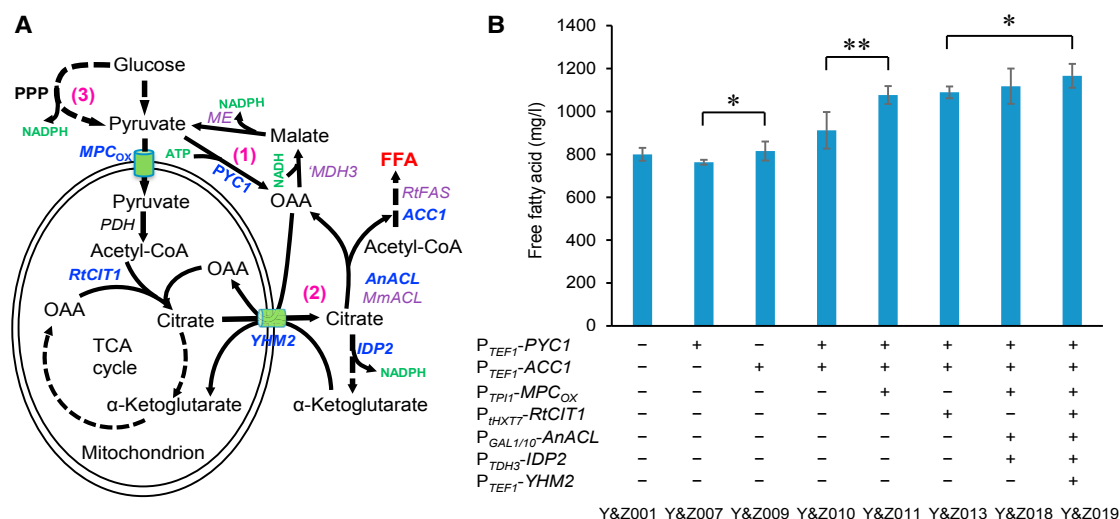 A
Glucose
PPP
(3)
NADPH
Pyruvate
ME
NADPH
Malate
MPCOX
ATP
(1)
PYC1
NADH
'MDH3
OAA
FFA
RtFAS
ACC1
Acetyl-CoA
Pyruvate
PDH
Acetyl-CoA
RtCIT1
OAA
OAA
Citrate
(2)
YHM2
Citrate
AnACL
MmACL
IDP2
NADPH
TCA
cycle
α-Ketoglutarate
α-Ketoglutarate
Mitochondrion
B
Free fatty acid (mg/l)
1400
1200
1000
800
600
400
200
0
*
**
*
PTEF1-PYC1 – + – + + + + +
PTEF1-ACC1 – – + + + + + +
PTPI1-MPCOX – – – – + – + +
PtHXT7-RtCIT1 – – – – – + – +
PGAL1/10-AnACL – – – – – – + +
PTDH3-IDP2 – – – – – – + +
PTEF1-YHM2 – – – – – – – +
Y&Z001 Y&Z007 Y&Z009 Y&Z010 Y&Z011 Y&Z013 Y&Z018 Y&Z019